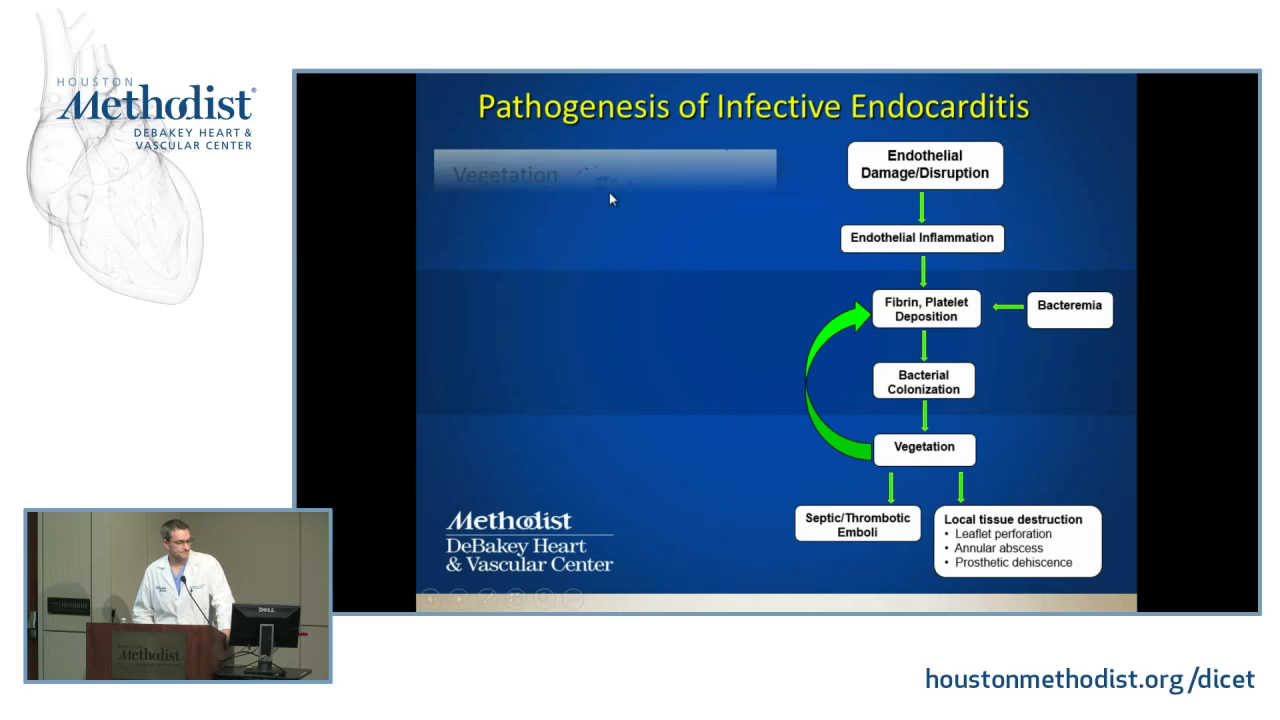 HOUSTON
Methodist®
DEBAKEY HEART &
VASCULAR CENTER
Pathogenesis of Infective Endocarditis
Vegetation
Endothelial
Damage/Disruption
Endothelial Inflammation
Fibrin, Platelet
Deposition
Bacteremia
Bacterial
Colonization
Vegetation
Septic/Thrombotic
Emboli
Local tissue destruction
• Leaflet perforation
• Annular abscess
• Prosthetic dehiscence
Methodist
DeBakey Heart
& Vascular Center
DELL
Methodist
houstonmethodist.org/dicet